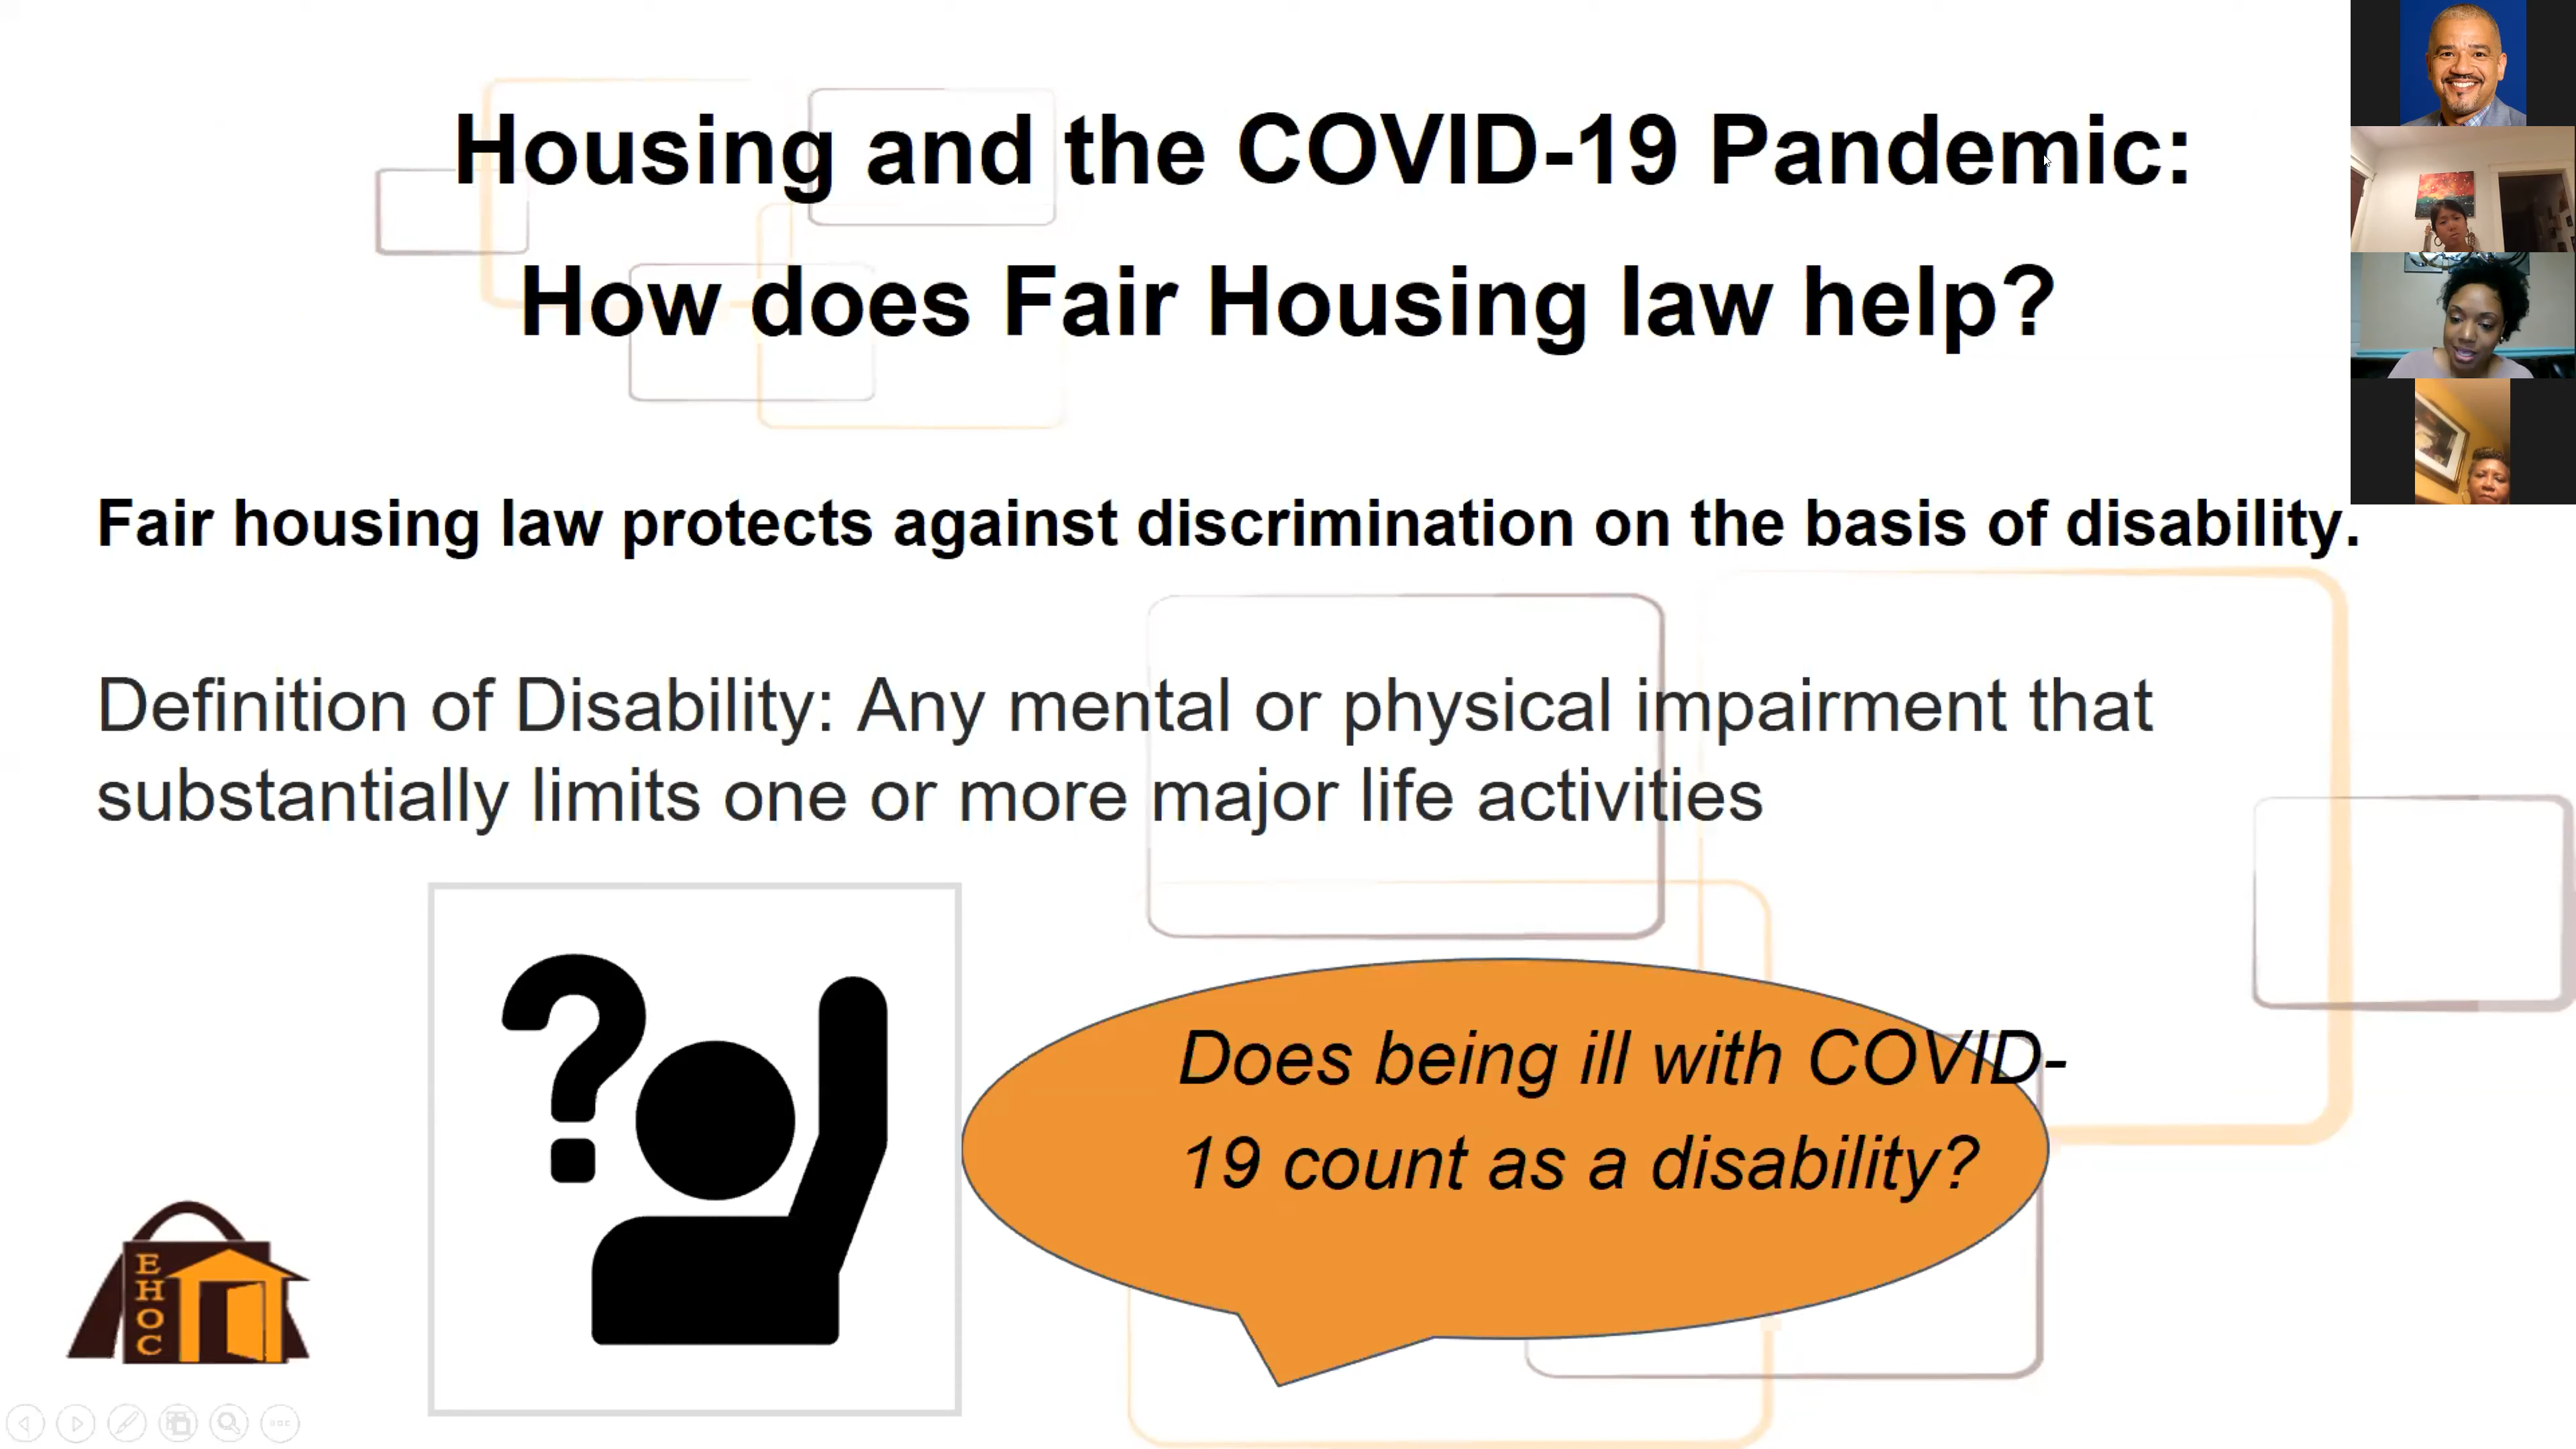 Housing and the COVID-19 Pandemic:
How does Fair Housing law help?
Fair housing law protects against discrimination on the basis of disability.
Definition of Disability: Any mental or physical impairment that
substantially limits one or more major life activities
?
Does being ill with COVID-
19 count as a disability?
EHOC